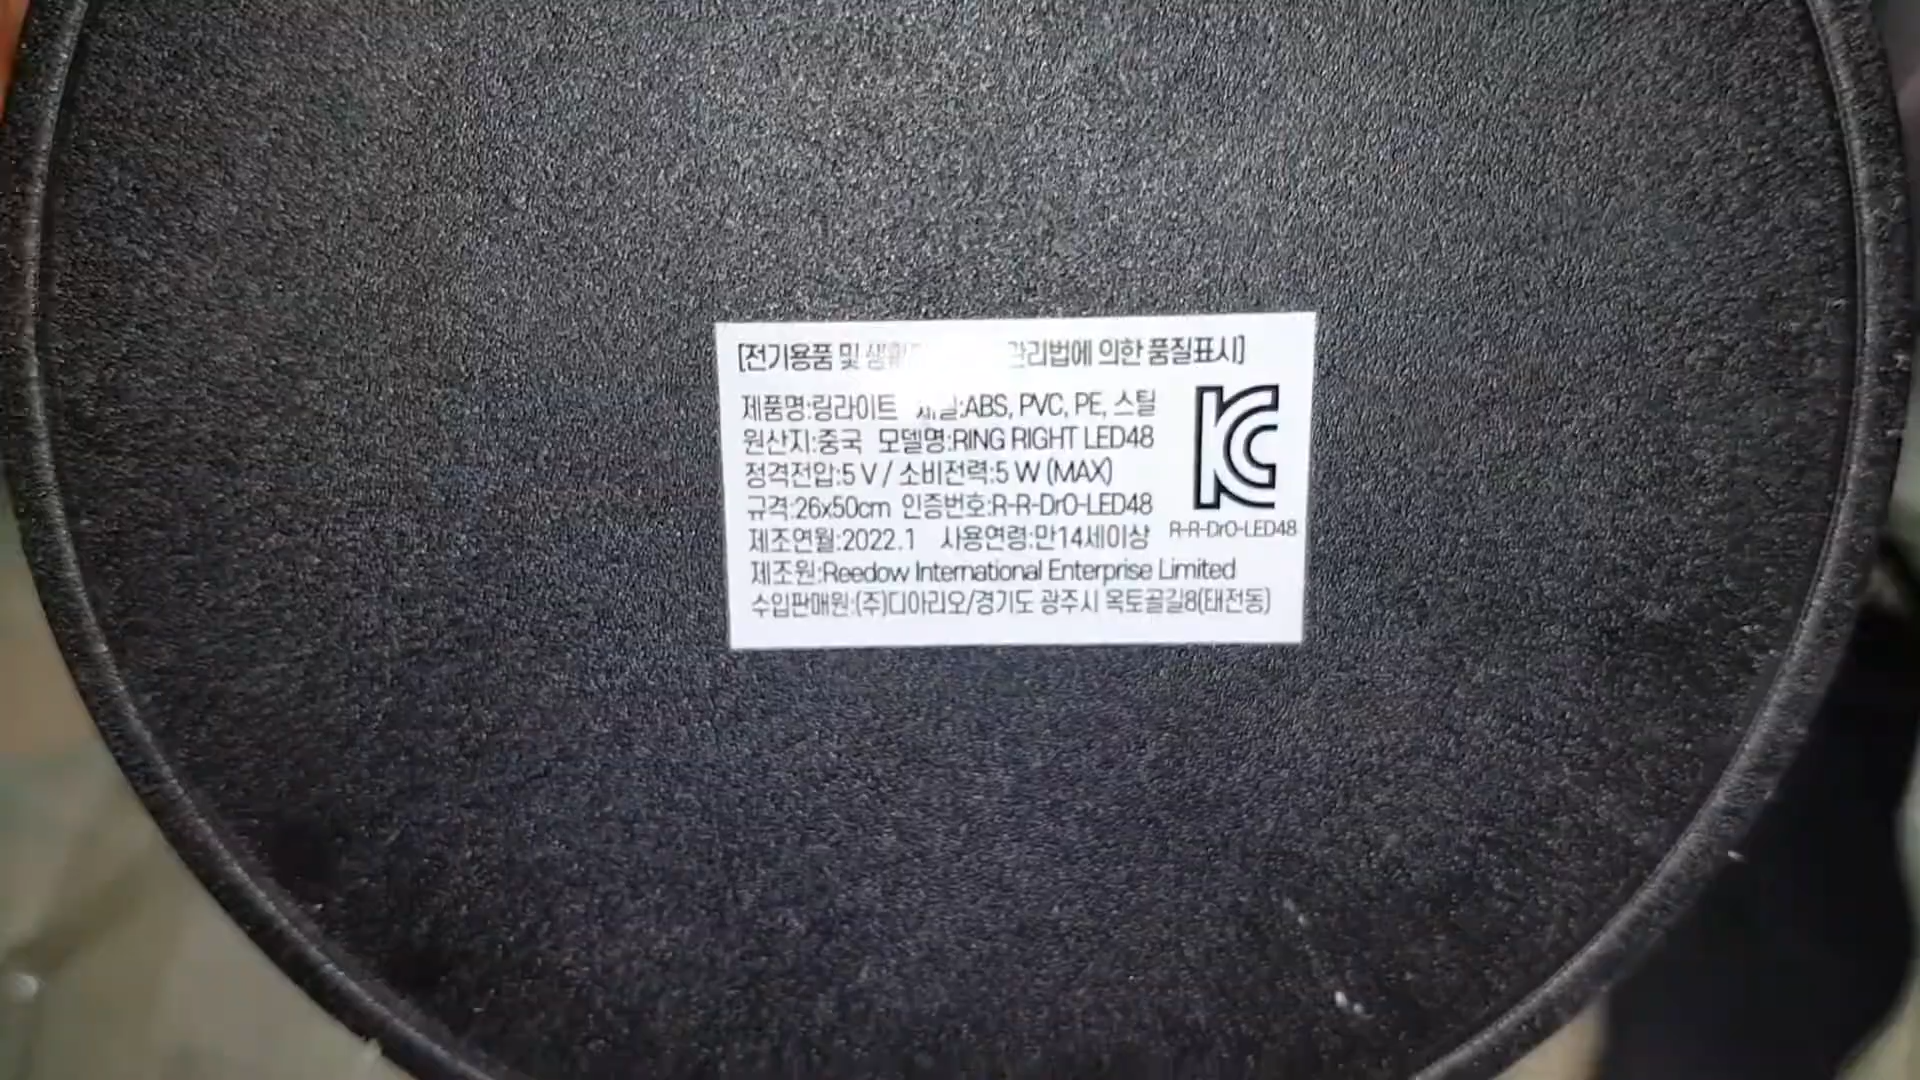 [전기용품 및 관리법에 의한 품질표시]
제품명:링라이트 재질:ABS, PVC, PE, 스틸
원산지:중국 모델명:RING RIGHT LED48
정격전압:5 V / 소비전력:5 W (MAX)
규격:26x50cm 인증번호:R-R-DrO-LED48
제조연월:2022.1 사용연령:만14세이상
제조원:Reedow International Enterprise Limited
수입판매원:(주)디아리오/경기도 광주시 옥토골길8(태전동)
KC
R-R-DrO-LED48